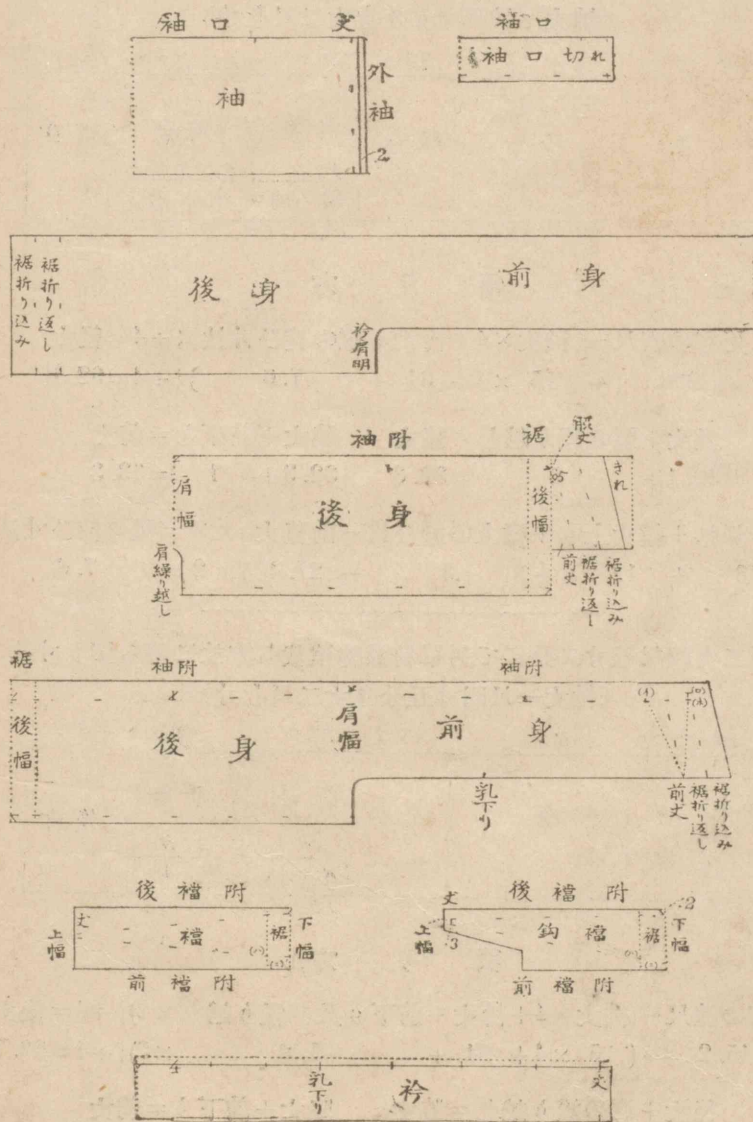 袖口
丈
袖
外袖
2
袖口
袖口切れ
裾折り込み
裾折り返し
後身
前身
衿肩明
袖附
裾
脇丈
肩幅
後身
後幅
きれ
肩繰り越し
前丈
裾折り返し
裾折り込み
裾
袖附
袖附
後幅
後身
肩幅
前身
(イ)
(ロ)
乳下り
前丈
裾折り返し
裾折り込み
後襠附
上幅
丈
襠
裾
下幅
前襠附
後襠附
丈
2
上幅
3
鈎襠
裾
下幅
前襠附
4
乳下り
衿
丈